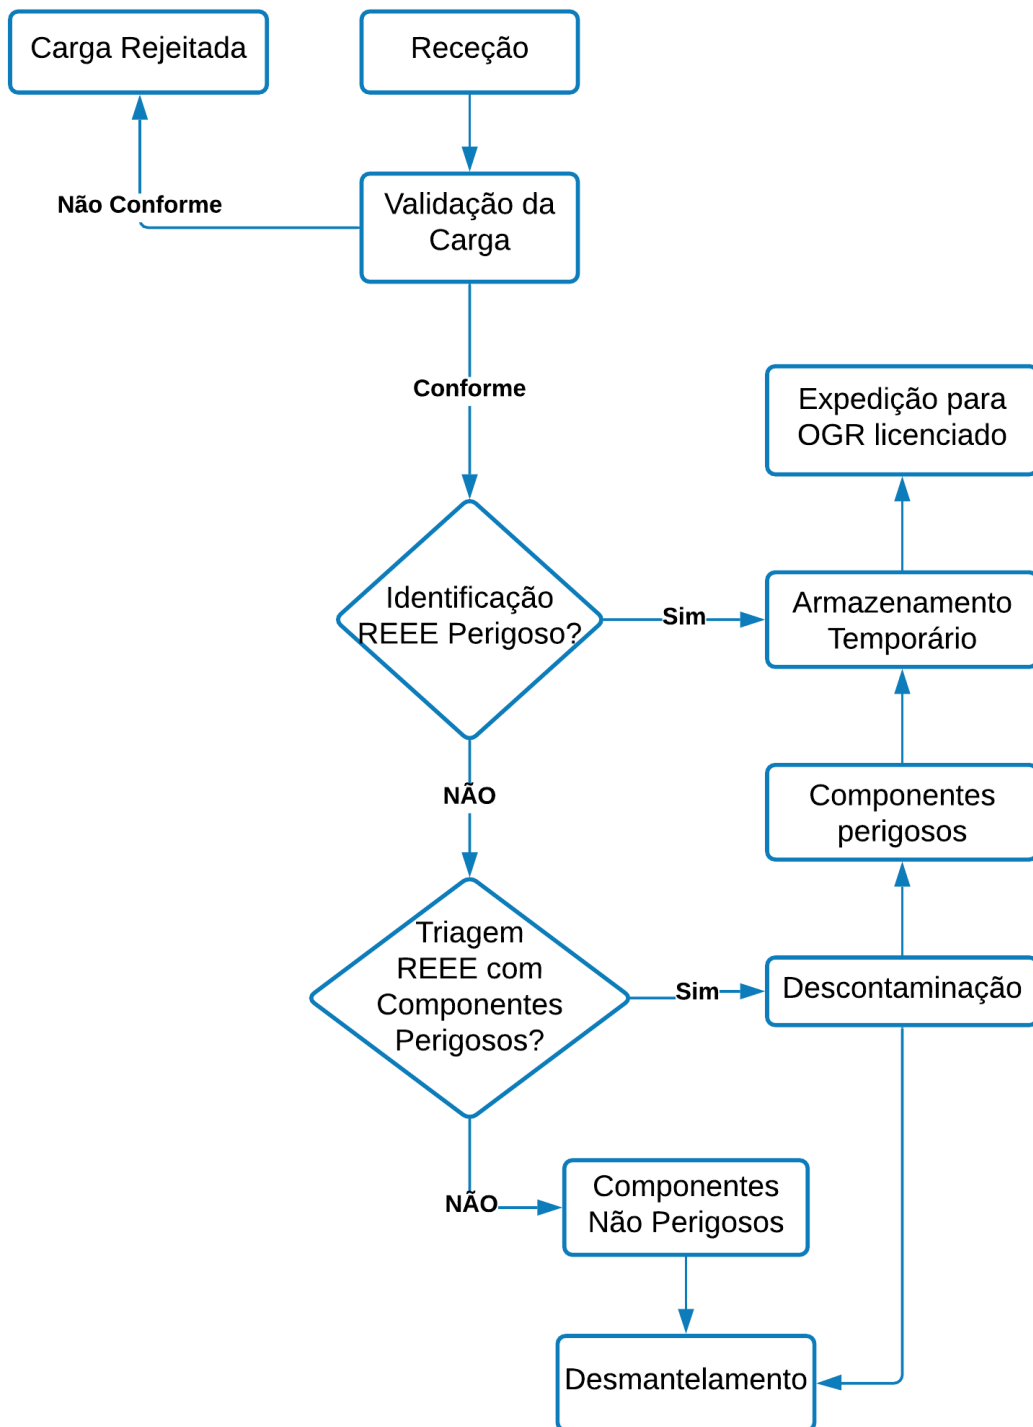 Carga Rejeitada
Receção
Validação da
Carga
Não Conforme
Conforme
Expedição para
OGR licenciado
Identificação
REEE Perigoso?
Sim
Armazenamento
Temporário
NÃO
Componentes
perigosos
Triagem
REEE com
Componentes
Perigosos?
Sim
Descontaminação
NÃO
Componentes
Não Perigosos
Desmantelamento